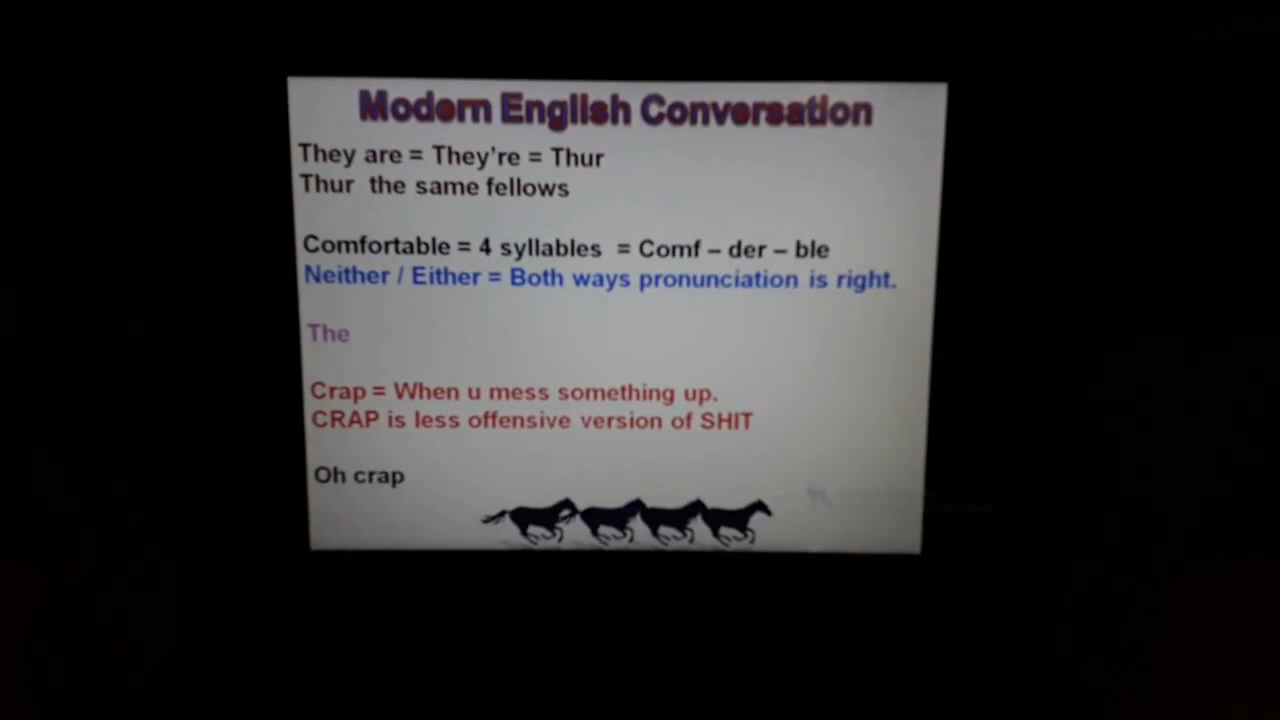 Modern English Conversation
They are = They're = Thur
Thur the same fellows
Comfortable = 4 syllables = Comf – der – ble
Neither / Either = Both ways pronunciation is right.
The
Crap = When u mess something up.
CRAP is less offensive version of SHIT
Oh crap